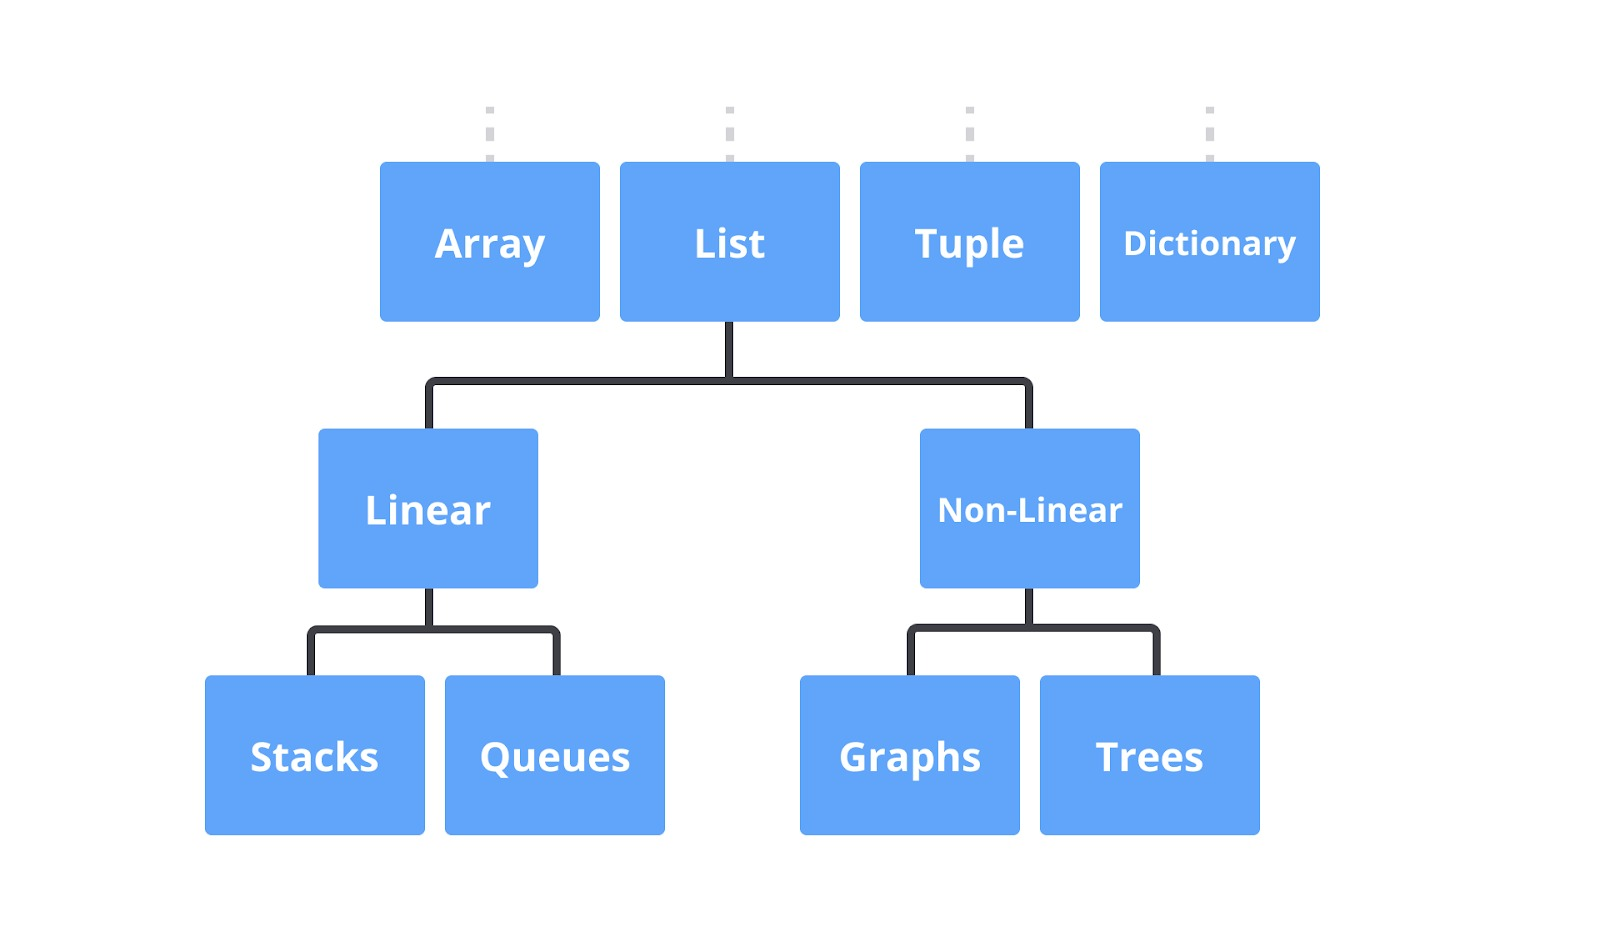 Array
List
Tuple
Dictionary
Linear
Non-Linear
Stacks
Queues
Graphs
Trees